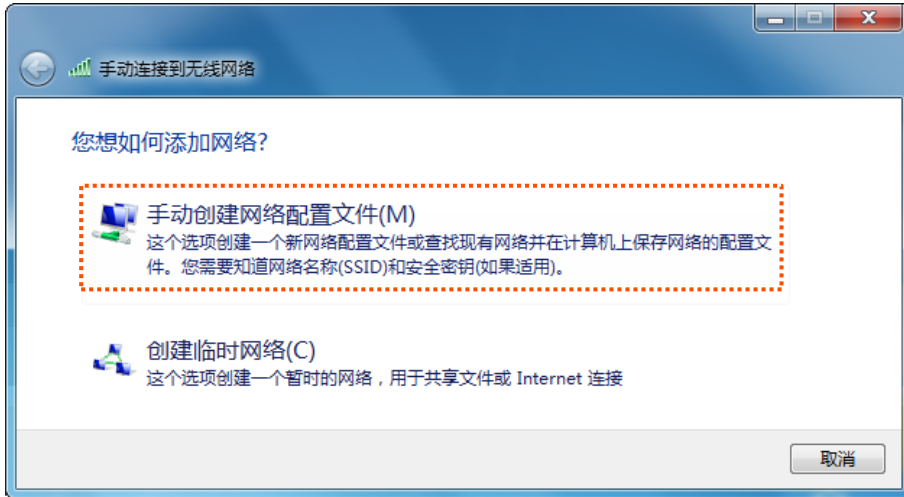 手动连接到无线网络
您想如何添加网络?
手动创建网络配置文件(M)
这个选项创建一个新网络配置文件或查找现有网络并在计算机上保存网络的配置文
件。您需要知道网络名称(SSID)和安全密钥(如果适用)。
创建临时网络(C)
这个选项创建一个暂时的网络，用于共享文件或 Internet 连接
取消